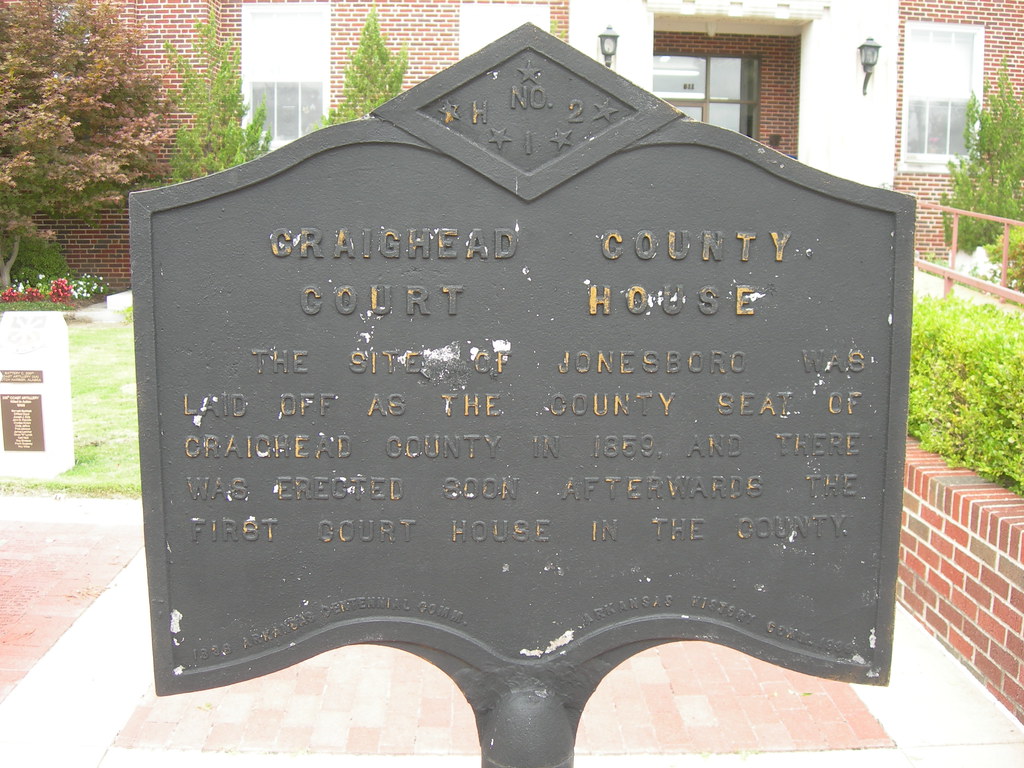 NO.
H 2
1
CRAIGHEAD COUNTY
COURT HOUSE
THE SITE OF JONESBORO WAS
LAID OFF AS THE COUNTY SEAT OF
CRAIGHEAD COUNTY IN 1859, AND THERE
WAS ERECTED SOON AFTERWARDS THE
FIRST COURT HOUSE IN THE COUNTY.
ARKANSAS CENTENNIAL COMM.
ARKANSAS HISTORY COMM.